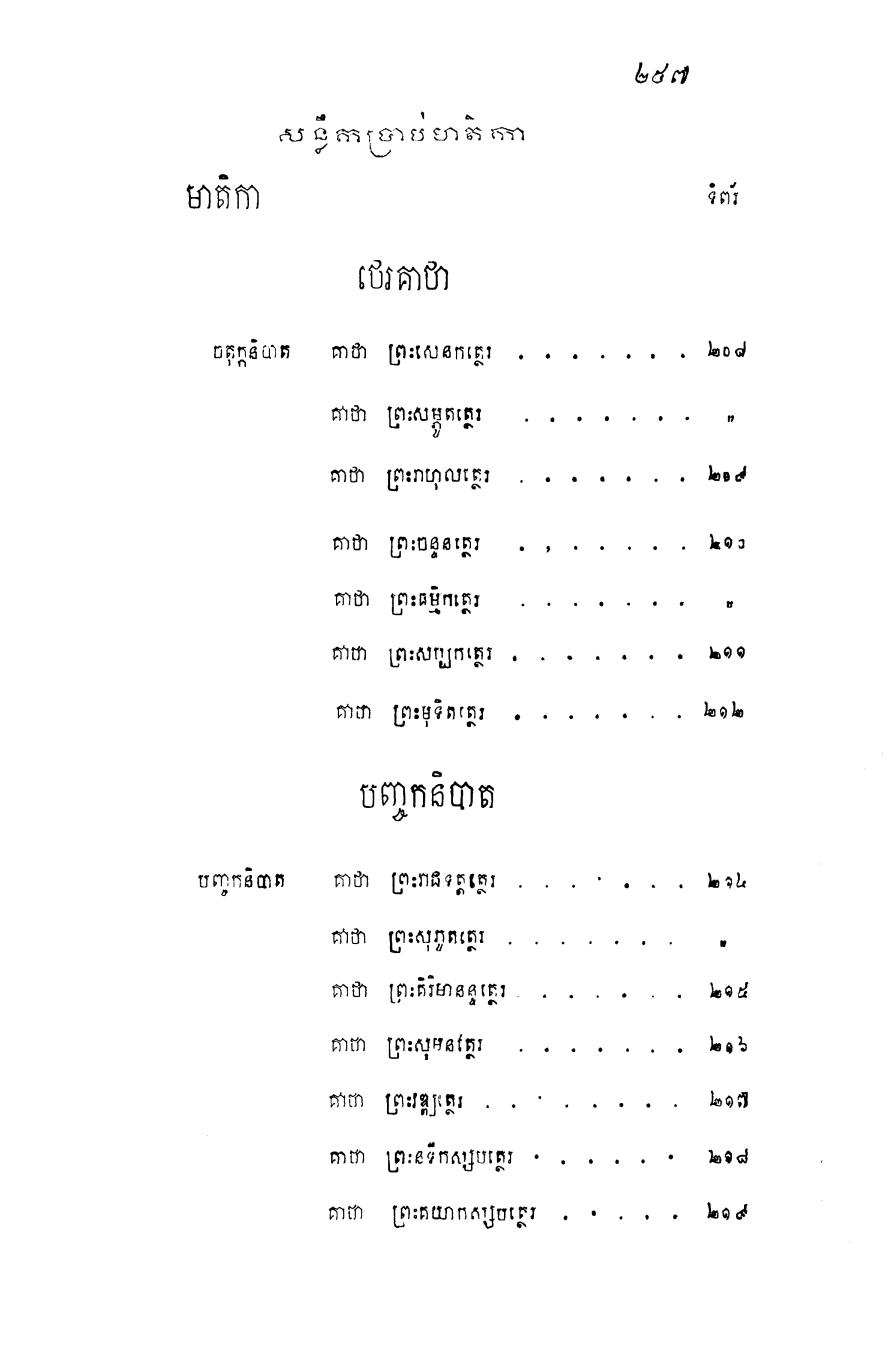 ២៥៧
សន្លឹកប្រាប់មាតិកា
មាតិកា ទំព័រ
ថេរគាថា
ចតុក្កនិបាត គាថា ព្រះសេនកត្ថេរ . . . . . . . ២០៨
គាថា ព្រះសម្ភូតត្ថេរ . . . . . . . "
គាថា ព្រះរាហុលត្ថេរ . . . . . . . ២០៩
គាថា ព្រះចន្ទនត្ថេរ . . . . . . . ២១០
គាថា ព្រះធម្មិកត្ថេរ . . . . . . . "
គាថា ព្រះសប្បកត្ថេរ . . . . . . . ២១១
គាថា ព្រះមុទិតត្ថេរ . . . . . . . ២១២
បញ្ចកនិបាត
បញ្ចកនិបាត គាថា ព្រះរាជទត្តត្ថេរ . . . . . . . ២១៤
គាថា ព្រះសុភូតត្ថេរ . . . . . . . "
គាថា ព្រះគិរិមានន្ទត្ថេរ . . . . . . . ២១៥
គាថា ព្រះសុមនត្ថេរ . . . . . . . ២១៦
គាថា ព្រះវឌ្ឍត្ថេរ . . . . . . . . ២១៧
គាថា ព្រះនទីកស្សបត្ថេរ . . . . . . ២១៨
គាថា ព្រះគយាកស្សបត្ថេរ . . . . . ២១៩